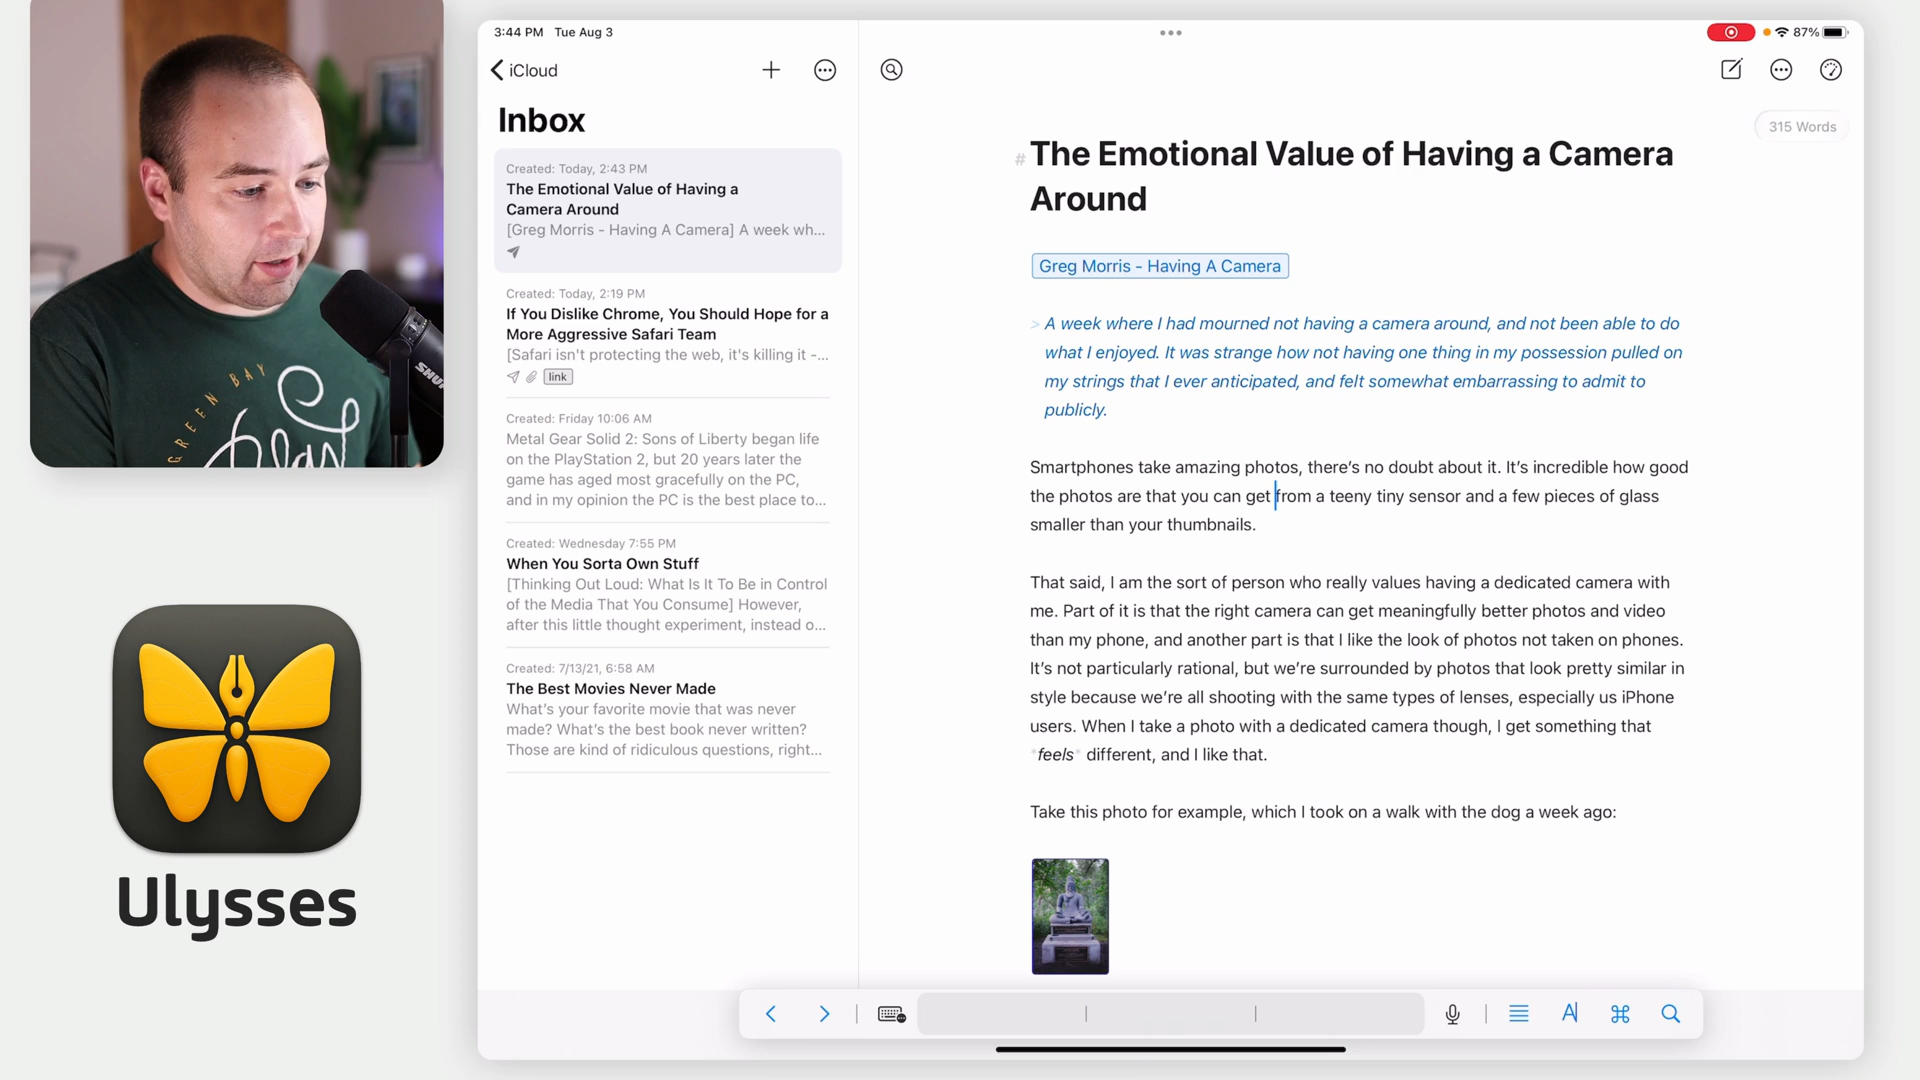 3:44 PM Tue Aug 3
87%
iCloud
Inbox
Created: Today, 2:43 PM
The Emotional Value of Having a
Camera Around
[Greg Morris - Having A Camera] A week wh...
Created: Today, 2:19 PM
If You Dislike Chrome, You Should Hope for a
More Aggressive Safari Team
[Safari isn't protecting the web, it's killing it -...
link
Created: Friday 10:06 AM
Metal Gear Solid 2: Sons of Liberty began life
on the PlayStation 2, but 20 years later the
game has aged most gracefully on the PC,
and in my opinion the PC is the best place to...
Created: Wednesday 7:55 PM
When You Sorta Own Stuff
[Thinking Out Loud: What Is It To Be in Control
of the Media That You Consume] However,
after this little thought experiment, instead o...
Created: 7/13/21, 6:58 AM
The Best Movies Never Made
What's your favorite movie that was never
made? What's the best book never written?
Those are kind of ridiculous questions, right...
315 Words
# The Emotional Value of Having a Camera
Around
Greg Morris - Having A Camera
> A week where I had mourned not having a camera around, and not been able to do
what I enjoyed. It was strange how not having one thing in my possession pulled on
my strings that I ever anticipated, and felt somewhat embarrassing to admit to
publicly.
Smartphones take amazing photos, there's no doubt about it. It's incredible how good
the photos are that you can get from a teeny tiny sensor and a few pieces of glass
smaller than your thumbnails.
That said, I am the sort of person who really values having a dedicated camera with
me. Part of it is that the right camera can get meaningfully better photos and video
than my phone, and another part is that I like the look of photos not taken on phones.
It's not particularly rational, but we're surrounded by photos that look pretty similar in
style because we're all shooting with the same types of lenses, especially us iPhone
users. When I take a photo with a dedicated camera though, I get something that
*feels* different, and I like that.
Take this photo for example, which I took on a walk with the dog a week ago:
GREEN BAY
SHURE
Ulysses